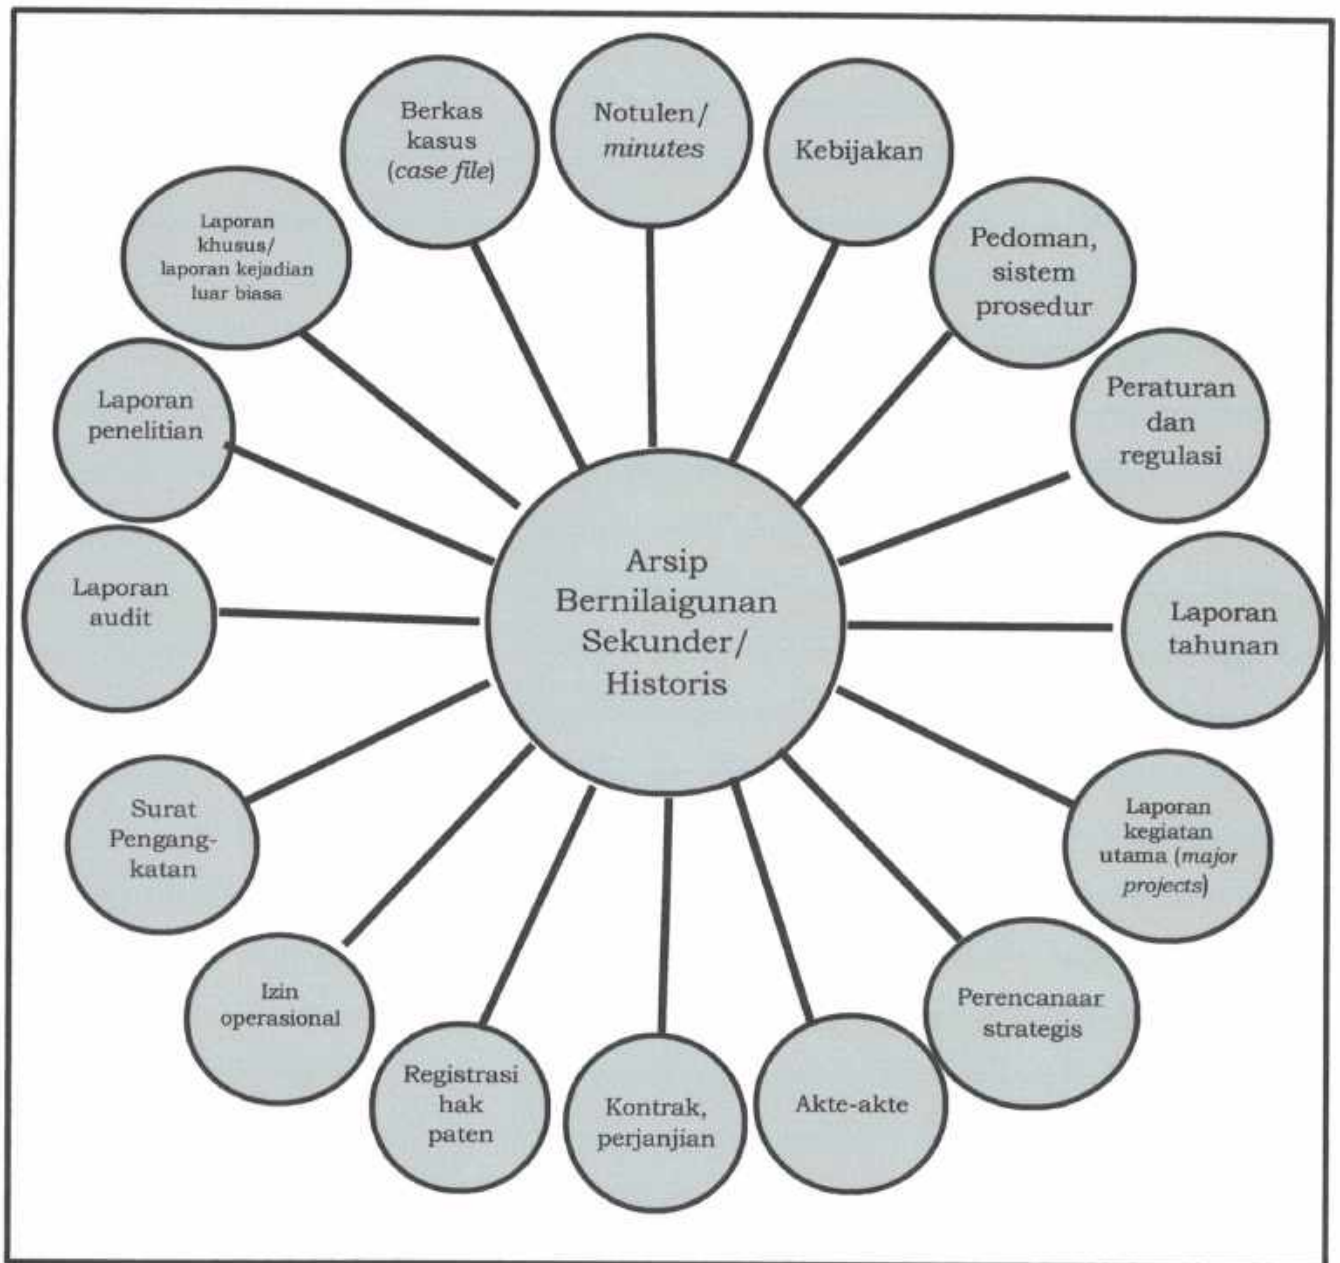 Berkas
kasus
(case file)
Notulen/
minutes
Kebijakan
Pedoman,
sistem
prosedur
Peraturan
dan
regulasi
Laporan
tahunan
Laporan
kegiatan
utama (major
projects)
Perencanaar
strategis
Akte-akte
Kontrak,
perjanjian
Registrasi
hak
paten
Izin
operasional
Surat
Pengang-
katan
Laporan
audit
Laporan
penelitian
Laporan
khusus/
laporan kejadian
luar biasa
Arsip
Bernilaigunan
Sekunder/
Historis